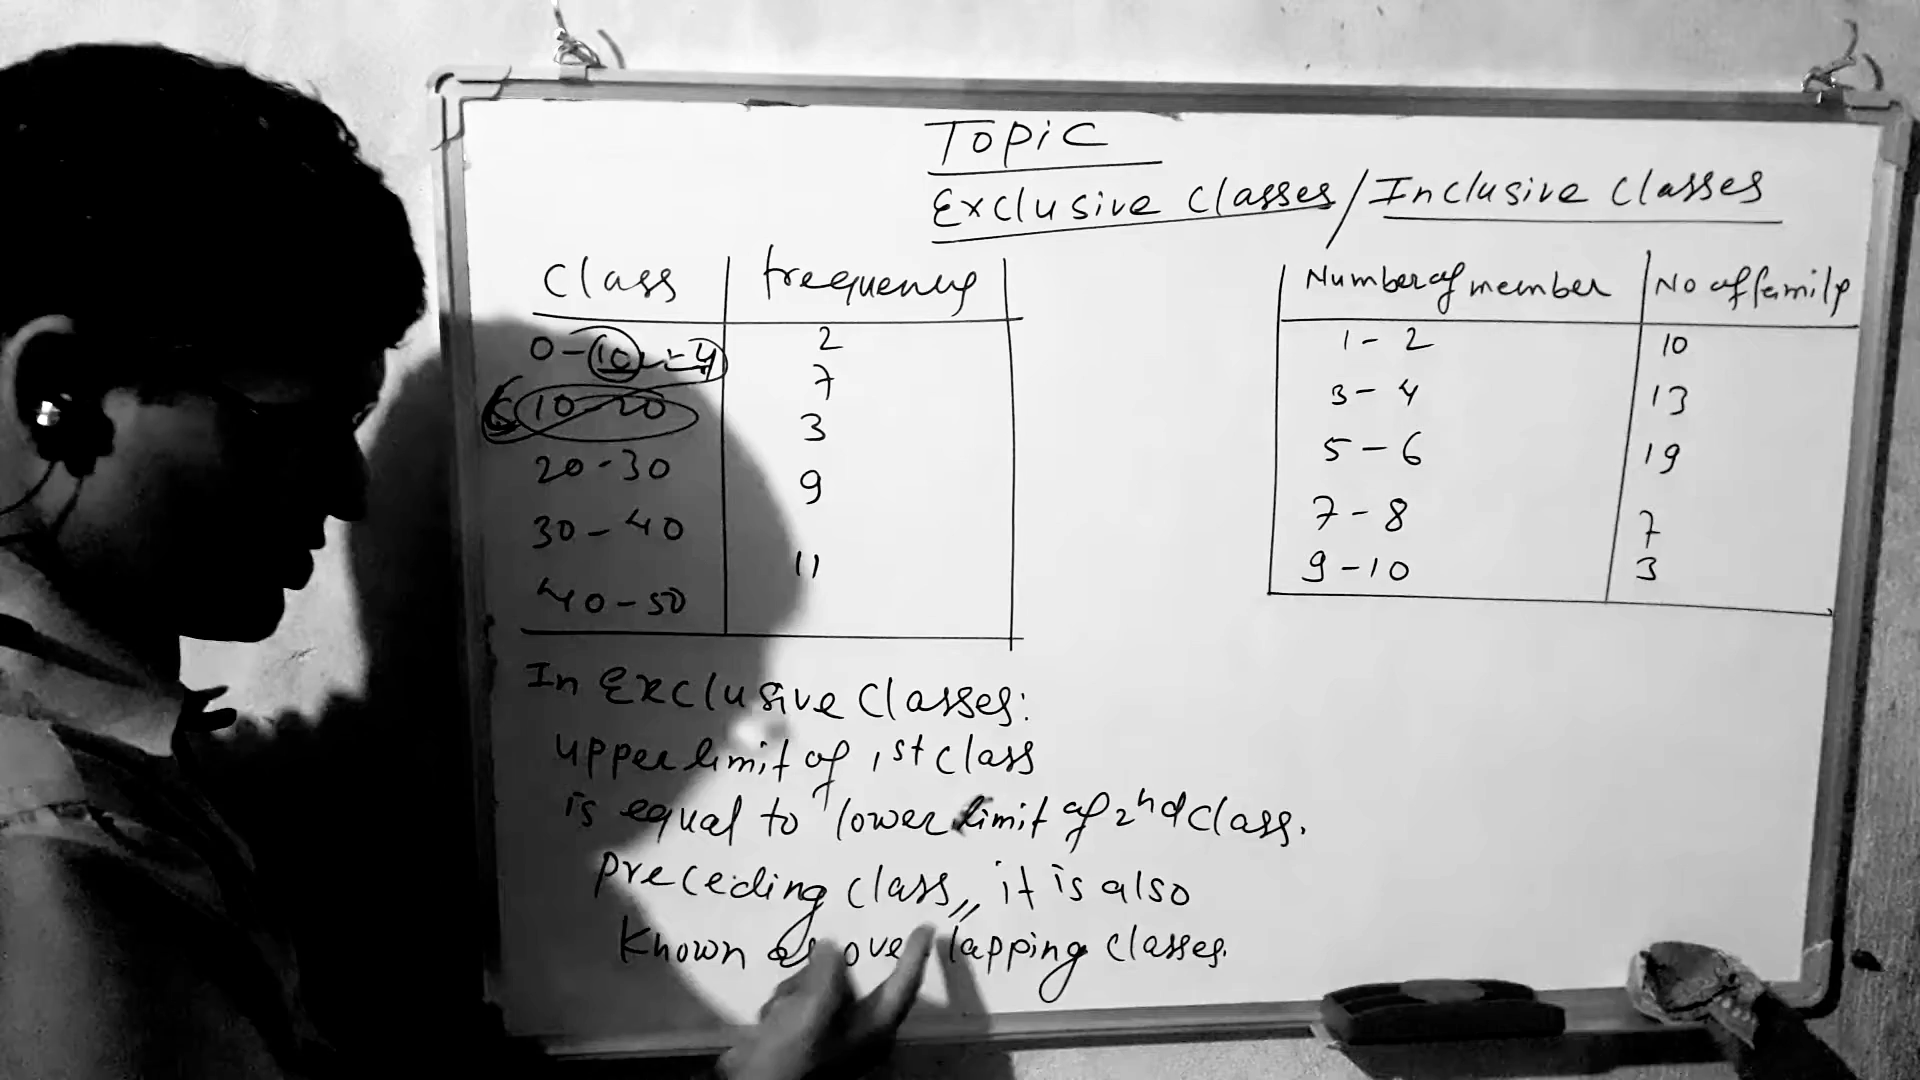 Topic
Exclusive Classes/Inclusive Classes
Class frequency
0-10
10-20
20-30
30-40
40-50
2
7
3
9
11
Number of member No of family
1-2 10
3-4 13
5-6 19
7-8 7
9-10 3
In Exclusive Classes:
upper limit of 1st class
is equal to lower limit of 2nd Class.
preceding class,, it is also
Known as over lapping classes.